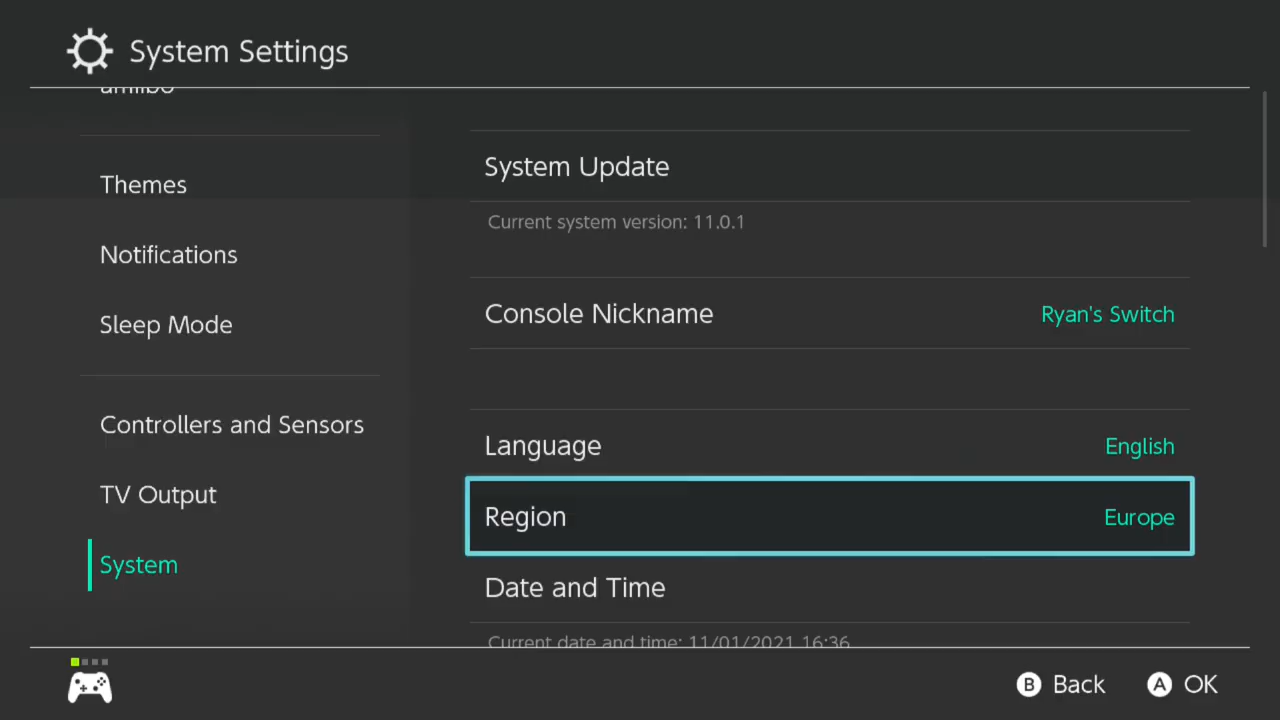 System Settings
amiibo
Themes
Notifications
Sleep Mode
Controllers and Sensors
TV Output
System
System Update
Current system version: 11.0.1
Console Nickname Ryan's Switch
Language English
Region Europe
Date and Time
Current date and time: 11/01/2021 16:36
B Back A OK